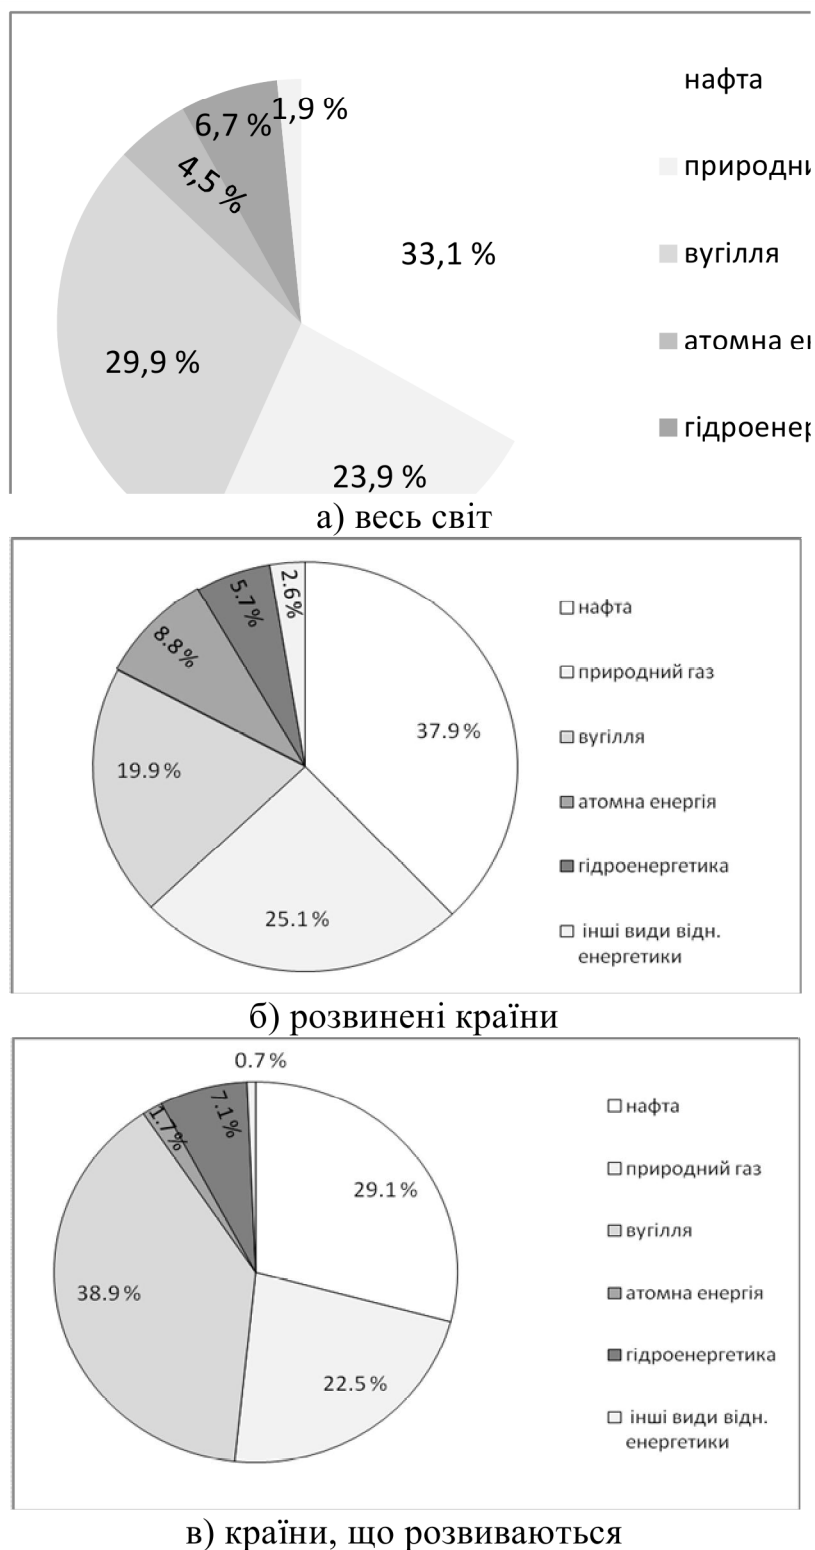 1,9 %
6,7 %
4,5 %
33,1 %
29,9 %
23,9 %
нафта
природни
вугілля
атомна ен
гідроенер
а) весь світ
2.6%
5.7%
8.8%
37.9%
19.9%
25.1%
нафта
природний газ
вугілля
атомна енергія
гідроенергетика
інші види відн.
енергетики
б) розвинені країни
0.7%
7.1%
1.7%
29.1%
38.9%
22.5%
нафта
природний газ
вугілля
атомна енергія
гідроенергетика
інші види відн.
енергетики
в) країни, що розвиваються